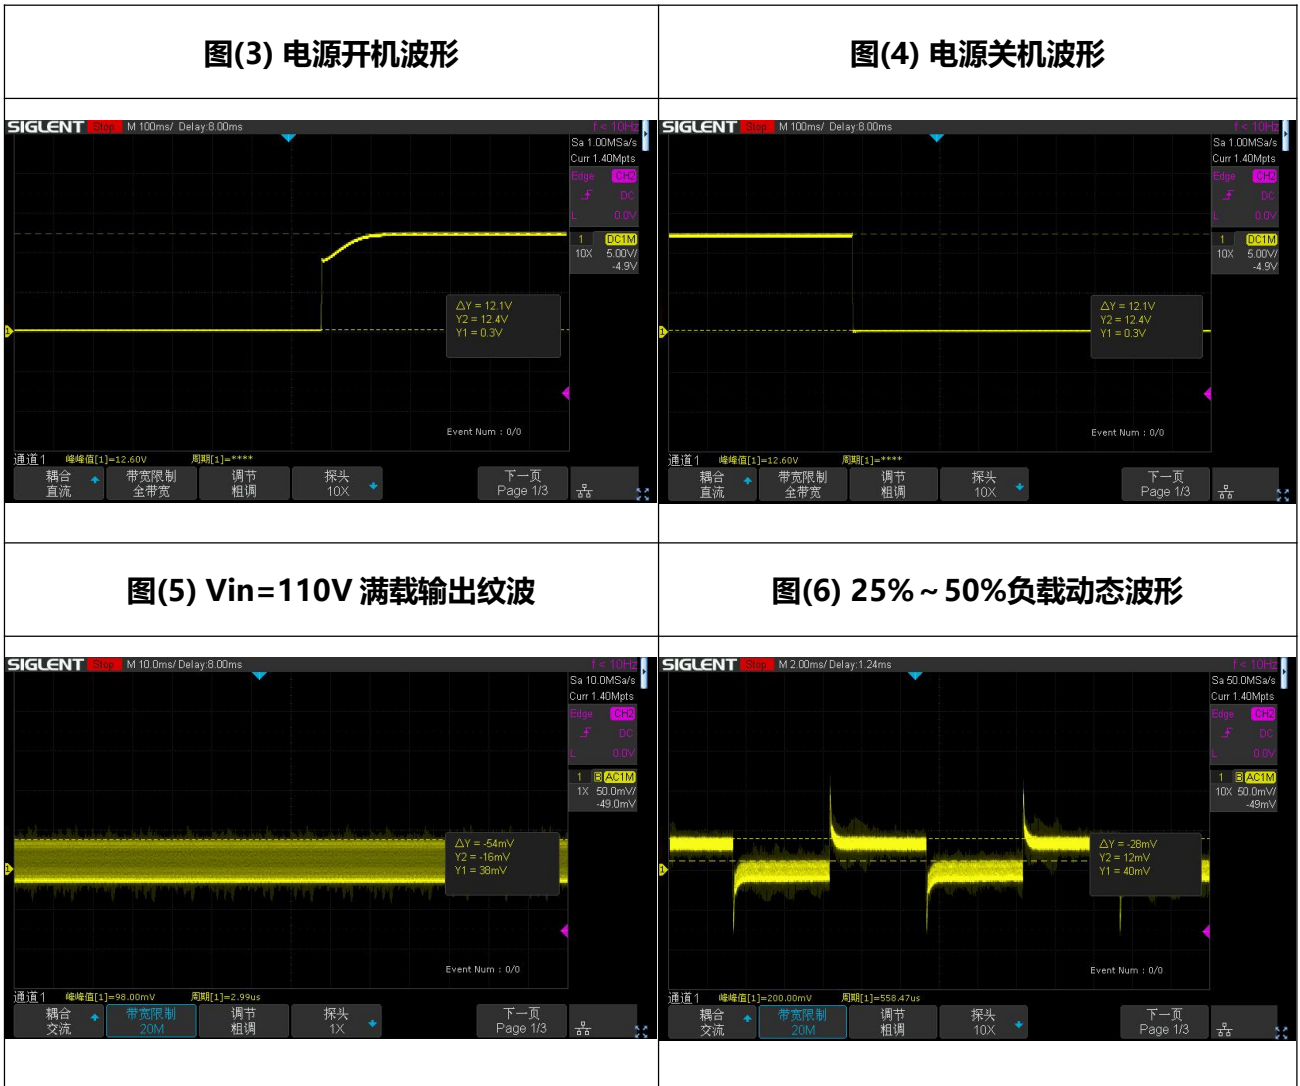 图(3) 电源开机波形
图(4) 电源关机波形
SIGLENT Stop M 100ms/ Delay:8.00ms f < 10Hz
Sa 1.00MSa/s
Curr 1.40Mpts
Edge CH2
DC
L 0.0V
1 DC1M
10X 5.00V/
-4.9V
△Y = 12.1V
Y2 = 12.4V
Y1 = 0.3V
1
Event Num : 0/0
通道1 峰峰值[1]=12.60V 周期[1]=****
耦合 带宽限制 调节 探头 下一页
直流 全带宽 粗调 10X Page 1/3
SIGLENT Stop M 100ms/ Delay:8.00ms f < 10Hz
Sa 1.00MSa/s
Curr 1.40Mpts
Edge CH2
DC
L 0.0V
1 DC1M
10X 5.00V/
-4.9V
△Y = 12.1V
Y2 = 12.4V
Y1 = 0.3V
1
Event Num : 0/0
通道1 峰峰值[1]=12.60V 周期[1]=****
耦合 带宽限制 调节 探头 下一页
直流 全带宽 粗调 10X Page 1/3
图(5) Vin=110V 满载输出纹波
图(6) 25%～50%负载动态波形
SIGLENT Stop M 10.0ms/ Delay:8.00ms f < 10Hz
Sa 10.0MSa/s
Curr 1.40Mpts
Edge CH2
DC
L 0.0V
1 B AC1M
1X 50.0mV/
-49.0mV
△Y = -54mV
Y2 = -16mV
Y1 = 38mV
1
Event Num : 0/0
通道1 峰峰值[1]=98.00mV 周期[1]=2.99us
耦合 带宽限制 调节 探头 下一页
交流 20M 粗调 1X Page 1/3
SIGLENT Stop M 2.00ms/ Delay:1.24ms f < 10Hz
Sa 50.0MSa/s
Curr 1.40Mpts
Edge CH2
DC
L 0.0V
1 B AC1M
10X 50.0mV/
-49mV
△Y = -28mV
Y2 = 12mV
Y1 = 40mV
1
Event Num : 0/0
通道1 峰峰值[1]=200.00mV 周期[1]=558.47us
耦合 带宽限制 调节 探头 下一页
交流 20M 粗调 10X Page 1/3